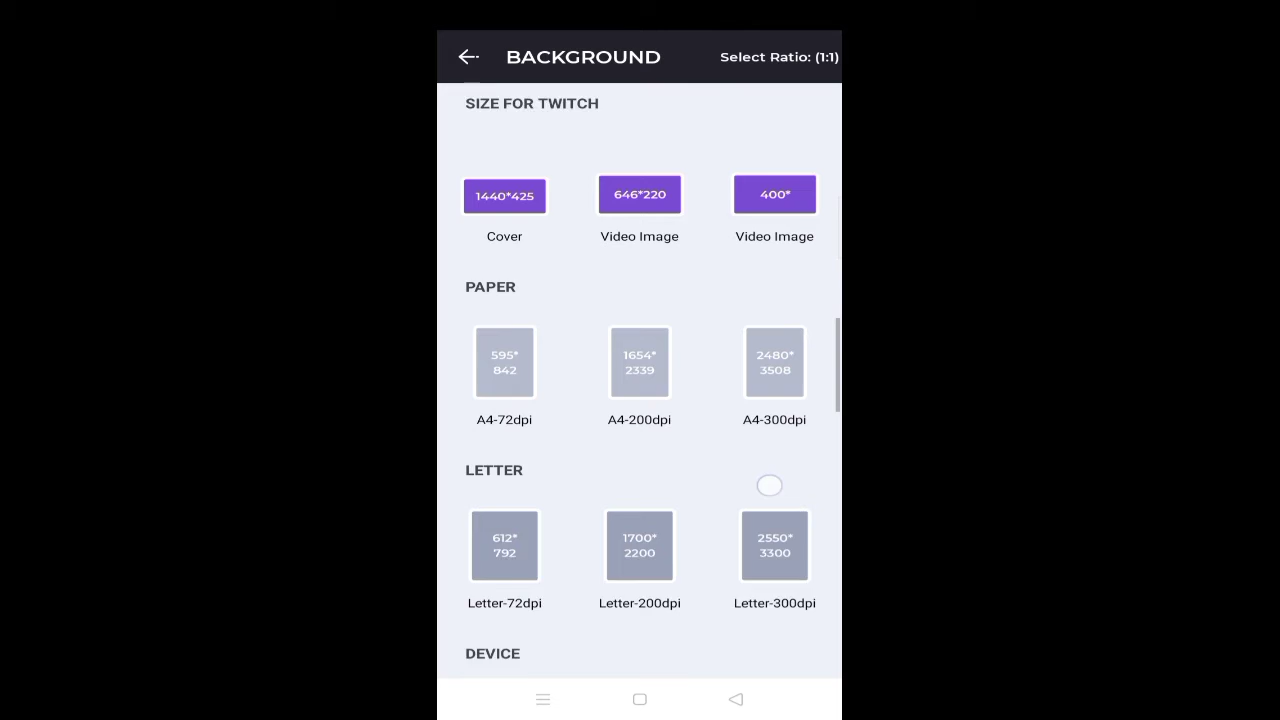 BACKGROUND
Select Ratio: (1:1)
SIZE FOR TWITCH
1440*425
646*220
400*
Cover
Video Image
Video Image
PAPER
595*
842
1654*
2339
2480*
3508
A4-72dpi
A4-200dpi
A4-300dpi
LETTER
612*
792
1700*
2200
2550*
3300
Letter-72dpi
Letter-200dpi
Letter-300dpi
DEVICE